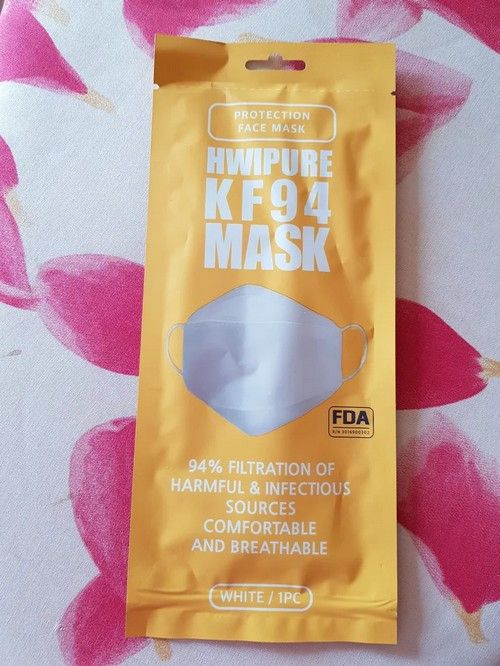 PROTECTION
FACE MASK
HWIPURE
KF94
MASK
FDA
94% FILTRATION OF
HARMFUL & INFECTIOUS
SOURCES
COMFORTABLE
AND BREATHABLE
WHITE / 1PC